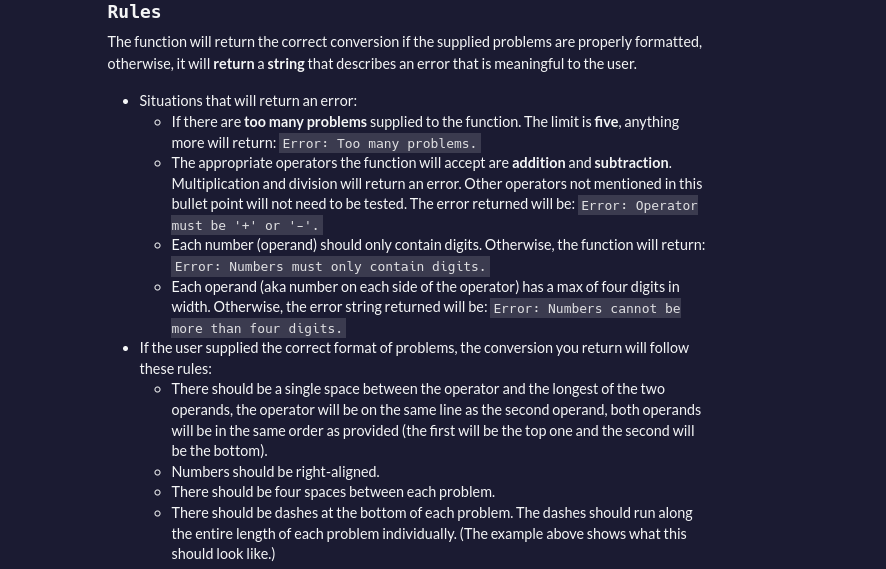 Rules
The function will return the correct conversion if the supplied problems are properly formatted,
otherwise, it will return a string that describes an error that is meaningful to the user.
• Situations that will return an error:
◦ If there are too many problems supplied to the function. The limit is five, anything
more will return: Error: Too many problems.
◦ The appropriate operators the function will accept are addition and subtraction.
Multiplication and division will return an error. Other operators not mentioned in this
bullet point will not need to be tested. The error returned will be: Error: Operator
must be '+' or '-'.
◦ Each number (operand) should only contain digits. Otherwise, the function will return:
Error: Numbers must only contain digits.
◦ Each operand (aka number on each side of the operator) has a max of four digits in
width. Otherwise, the error string returned will be: Error: Numbers cannot be
more than four digits.
• If the user supplied the correct format of problems, the conversion you return will follow
these rules:
◦ There should be a single space between the operator and the longest of the two
operands, the operator will be on the same line as the second operand, both operands
will be in the same order as provided (the first will be the top one and the second will
be the bottom).
◦ Numbers should be right-aligned.
◦ There should be four spaces between each problem.
◦ There should be dashes at the bottom of each problem. The dashes should run along
the entire length of each problem individually. (The example above shows what this
should look like.)